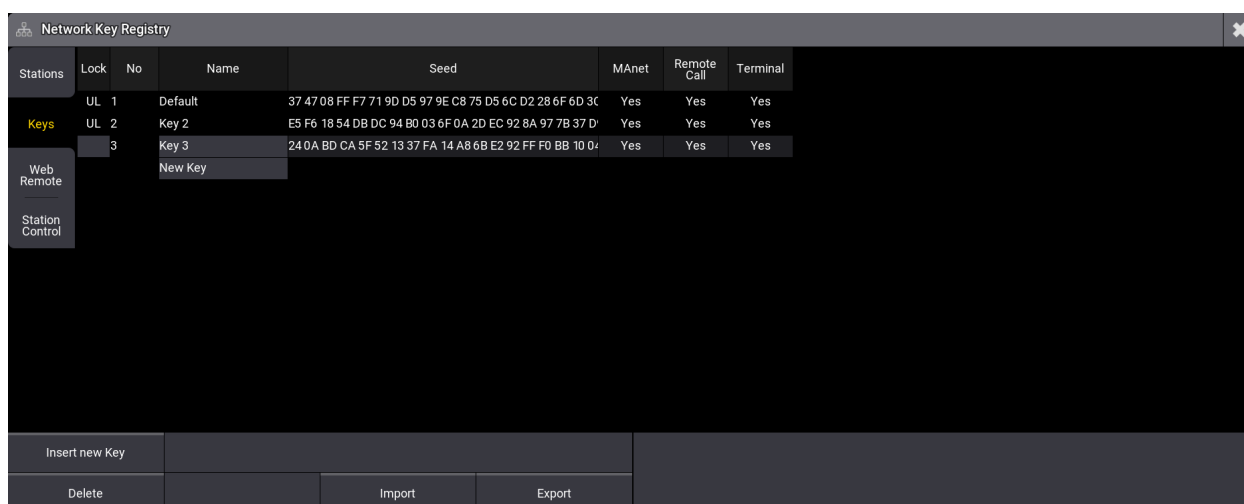 Network Key Registry
Stations
Keys
Web
Remote
Station
Control
Lock No Name Seed MAnet Remote Call Terminal
UL 1 Default 37 47 08 FF F7 71 9D D5 97 9E C8 75 D5 6C D2 28 6F 6D 3C Yes Yes Yes
UL 2 Key 2 E5 F6 18 54 DB DC 94 B0 03 6F 0A 2D EC 92 8A 97 7B 37 Yes Yes Yes
3 Key 3 24 0A BD CA 5F 52 13 37 FA 14 A8 6B E2 92 FF F0 BB 10 04 Yes Yes Yes
New Key
Insert new Key
Delete Import Export